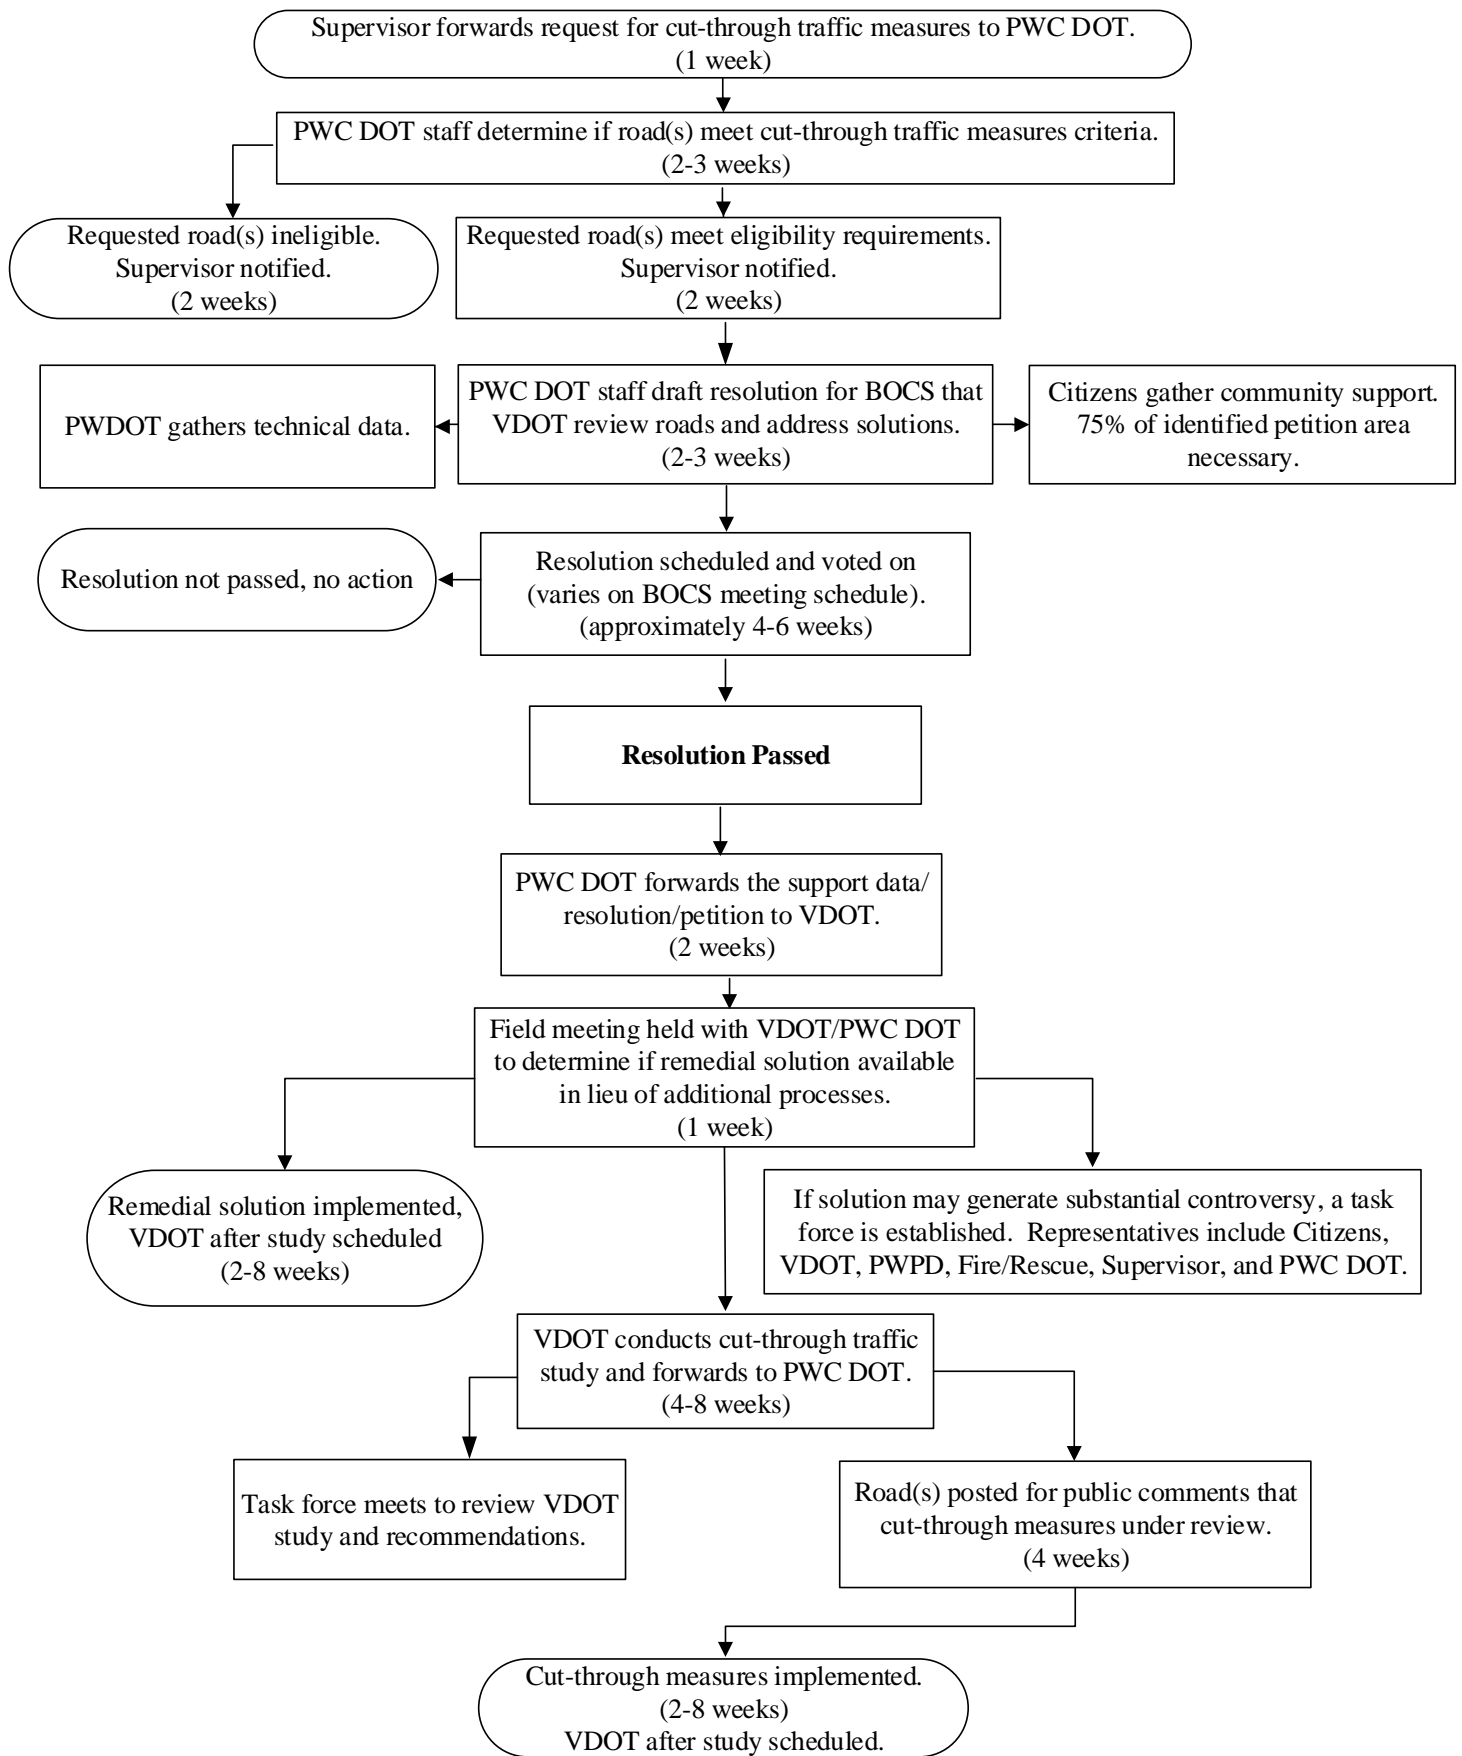 Supervisor forwards request for cut-through traffic measures to PWC DOT.
(1 week)
PWC DOT staff determine if road(s) meet cut-through traffic measures criteria.
(2-3 weeks)
Requested road(s) ineligible.
Supervisor notified.
(2 weeks)
Requested road(s) meet eligibility requirements.
Supervisor notified.
(2 weeks)
PWDOT gathers technical data.
PWC DOT staff draft resolution for BOCS that
VDOT review roads and address solutions.
(2-3 weeks)
Citizens gather community support.
75% of identified petition area
necessary.
Resolution not passed, no action
Resolution scheduled and voted on
(varies on BOCS meeting schedule).
(approximately 4-6 weeks)
Resolution Passed
PWC DOT forwards the support data/
resolution/petition to VDOT.
(2 weeks)
Field meeting held with VDOT/PWC DOT
to determine if remedial solution available
in lieu of additional processes.
(1 week)
Remedial solution implemented,
VDOT after study scheduled
(2-8 weeks)
If solution may generate substantial controversy, a task
force is established.  Representatives include Citizens,
VDOT, PWPD, Fire/Rescue, Supervisor, and PWC DOT.
VDOT conducts cut-through traffic
study and forwards to PWC DOT.
(4-8 weeks)
Task force meets to review VDOT
study and recommendations.
Road(s) posted for public comments that
cut-through measures under review.
(4 weeks)
Cut-through measures implemented.
(2-8 weeks)
VDOT after study scheduled.